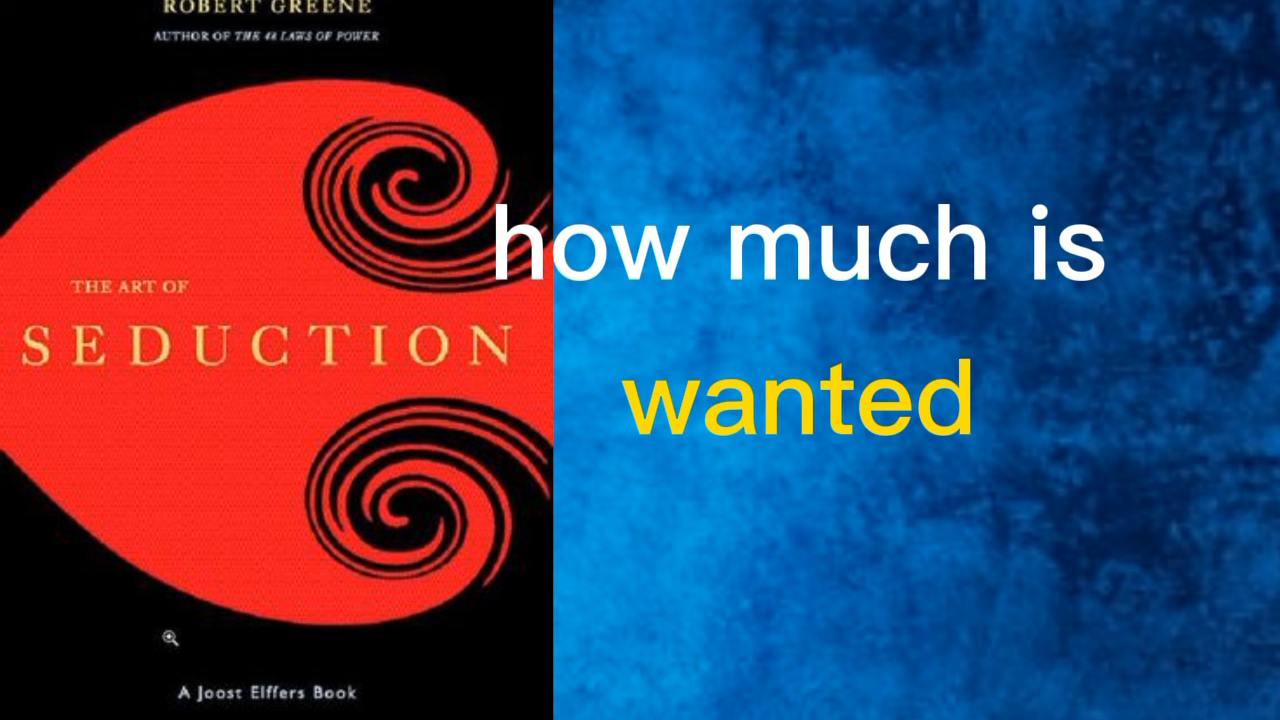 ROBERT GREENE
AUTHOR OF THE 48 LAWS OF POWER
THE ART OF
SEDUCTION
A Joost Elffers Book
how much is
wanted